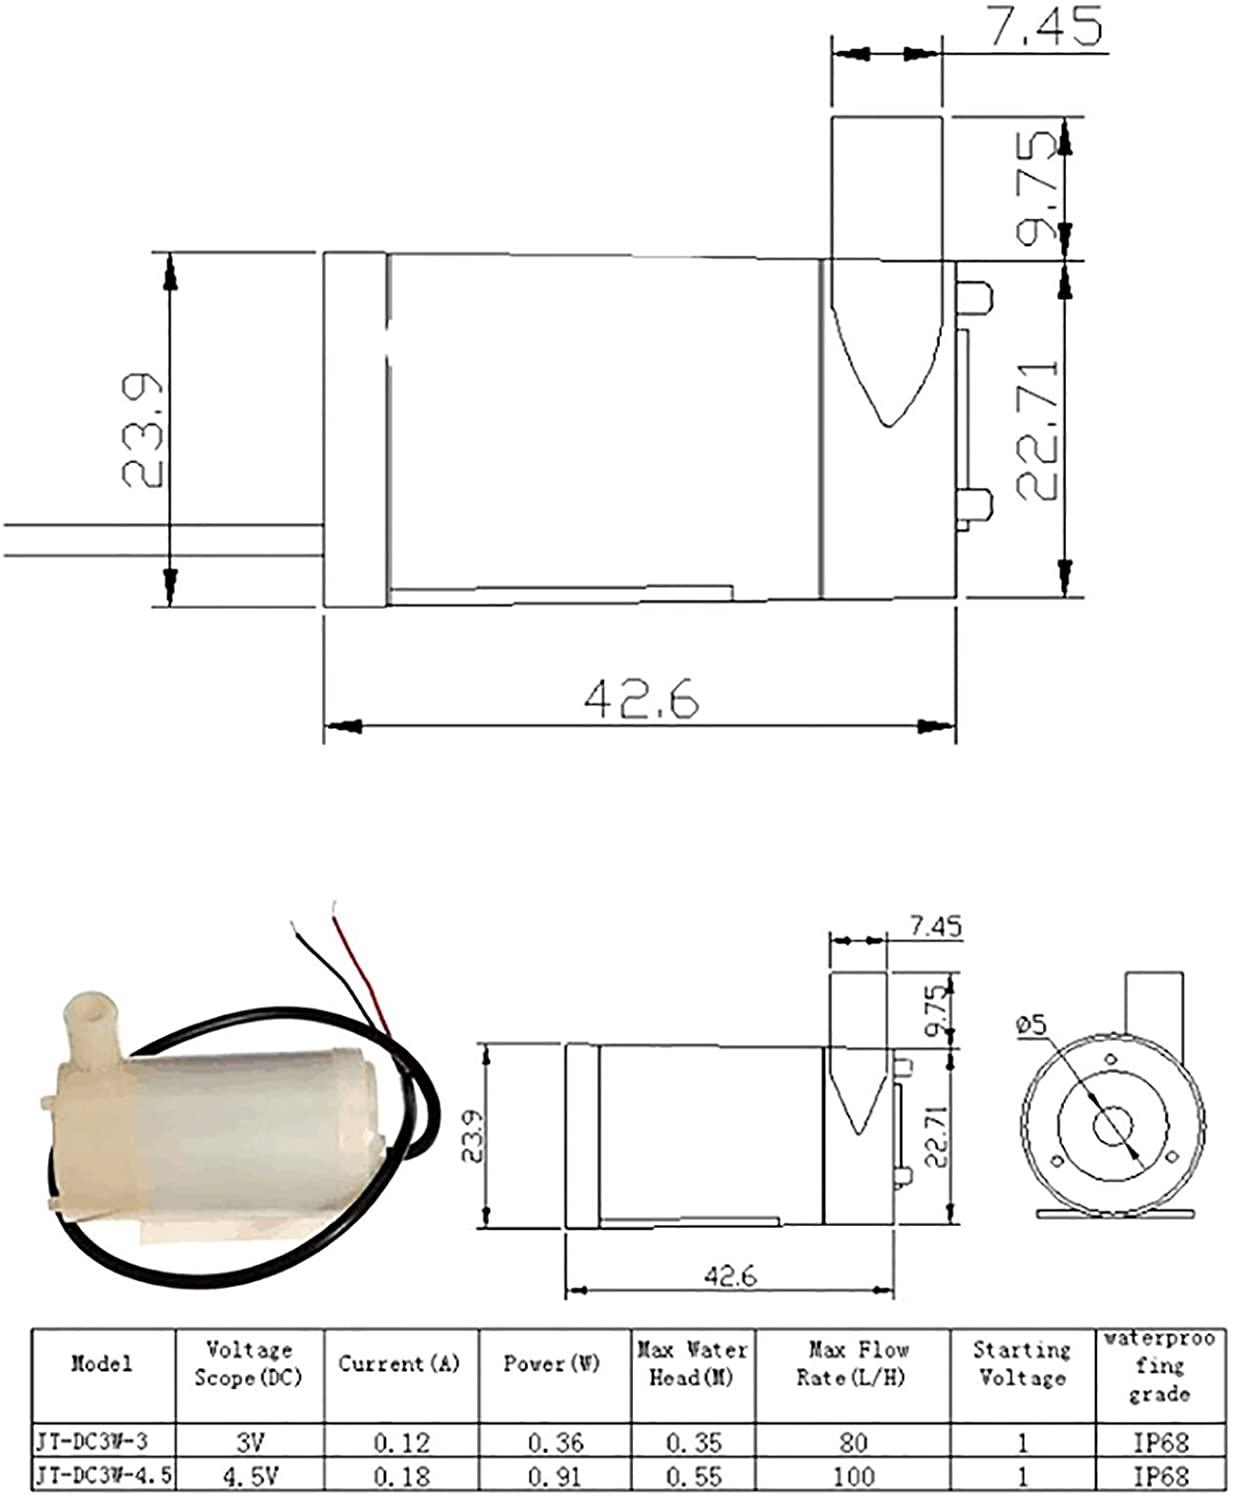 7.45
9.75
23.9
22.71
42.6
7.45
9.75
ø5
23.9
22.71
42.6
Model Voltage Scope(DC) Current(A) Power(W) Max Water Head(M) Max Flow Rate(L/H) Starting Voltage waterproo fing grade
JT-DC3W-3 3V 0.12 0.36 0.35 80 1 IP68
JT-DC3W-4.5 4.5V 0.18 0.91 0.55 100 1 IP68